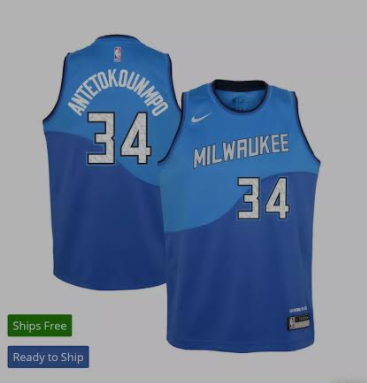 ANTETOKOUNMPO
34
MILWAUKEE
34
Ships Free
Ready to Ship